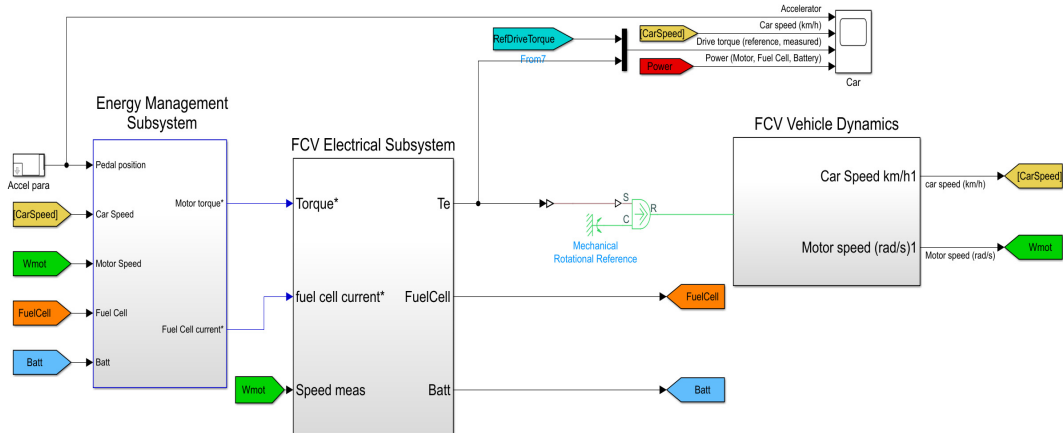 Accelerator
[CarSpeed]
Car speed (km/h)
RefDriveTorque
Drive torque (reference, measured)
From7
Power
Power (Motor, Fuel Cell, Battery)
Car
Energy Management
Subsystem
FCV Electrical Subsystem
FCV Vehicle Dynamics
Accel para
Pedal position
[CarSpeed]
Car Speed
Motor torque*
Wmot
Motor Speed
FuelCell
Fuel Cell
Fuel Cell current*
Batt
Batt
Torque*
Te
fuel cell current*
FuelCell
Wmot
Speed meas
Batt
S
C
R
Mechanical
Rotational Reference
FuelCell
Batt
Car Speed km/h1
car speed (km/h)
[CarSpeed]
Motor speed (rad/s)1
Motor speed (rad/s)
Wmot